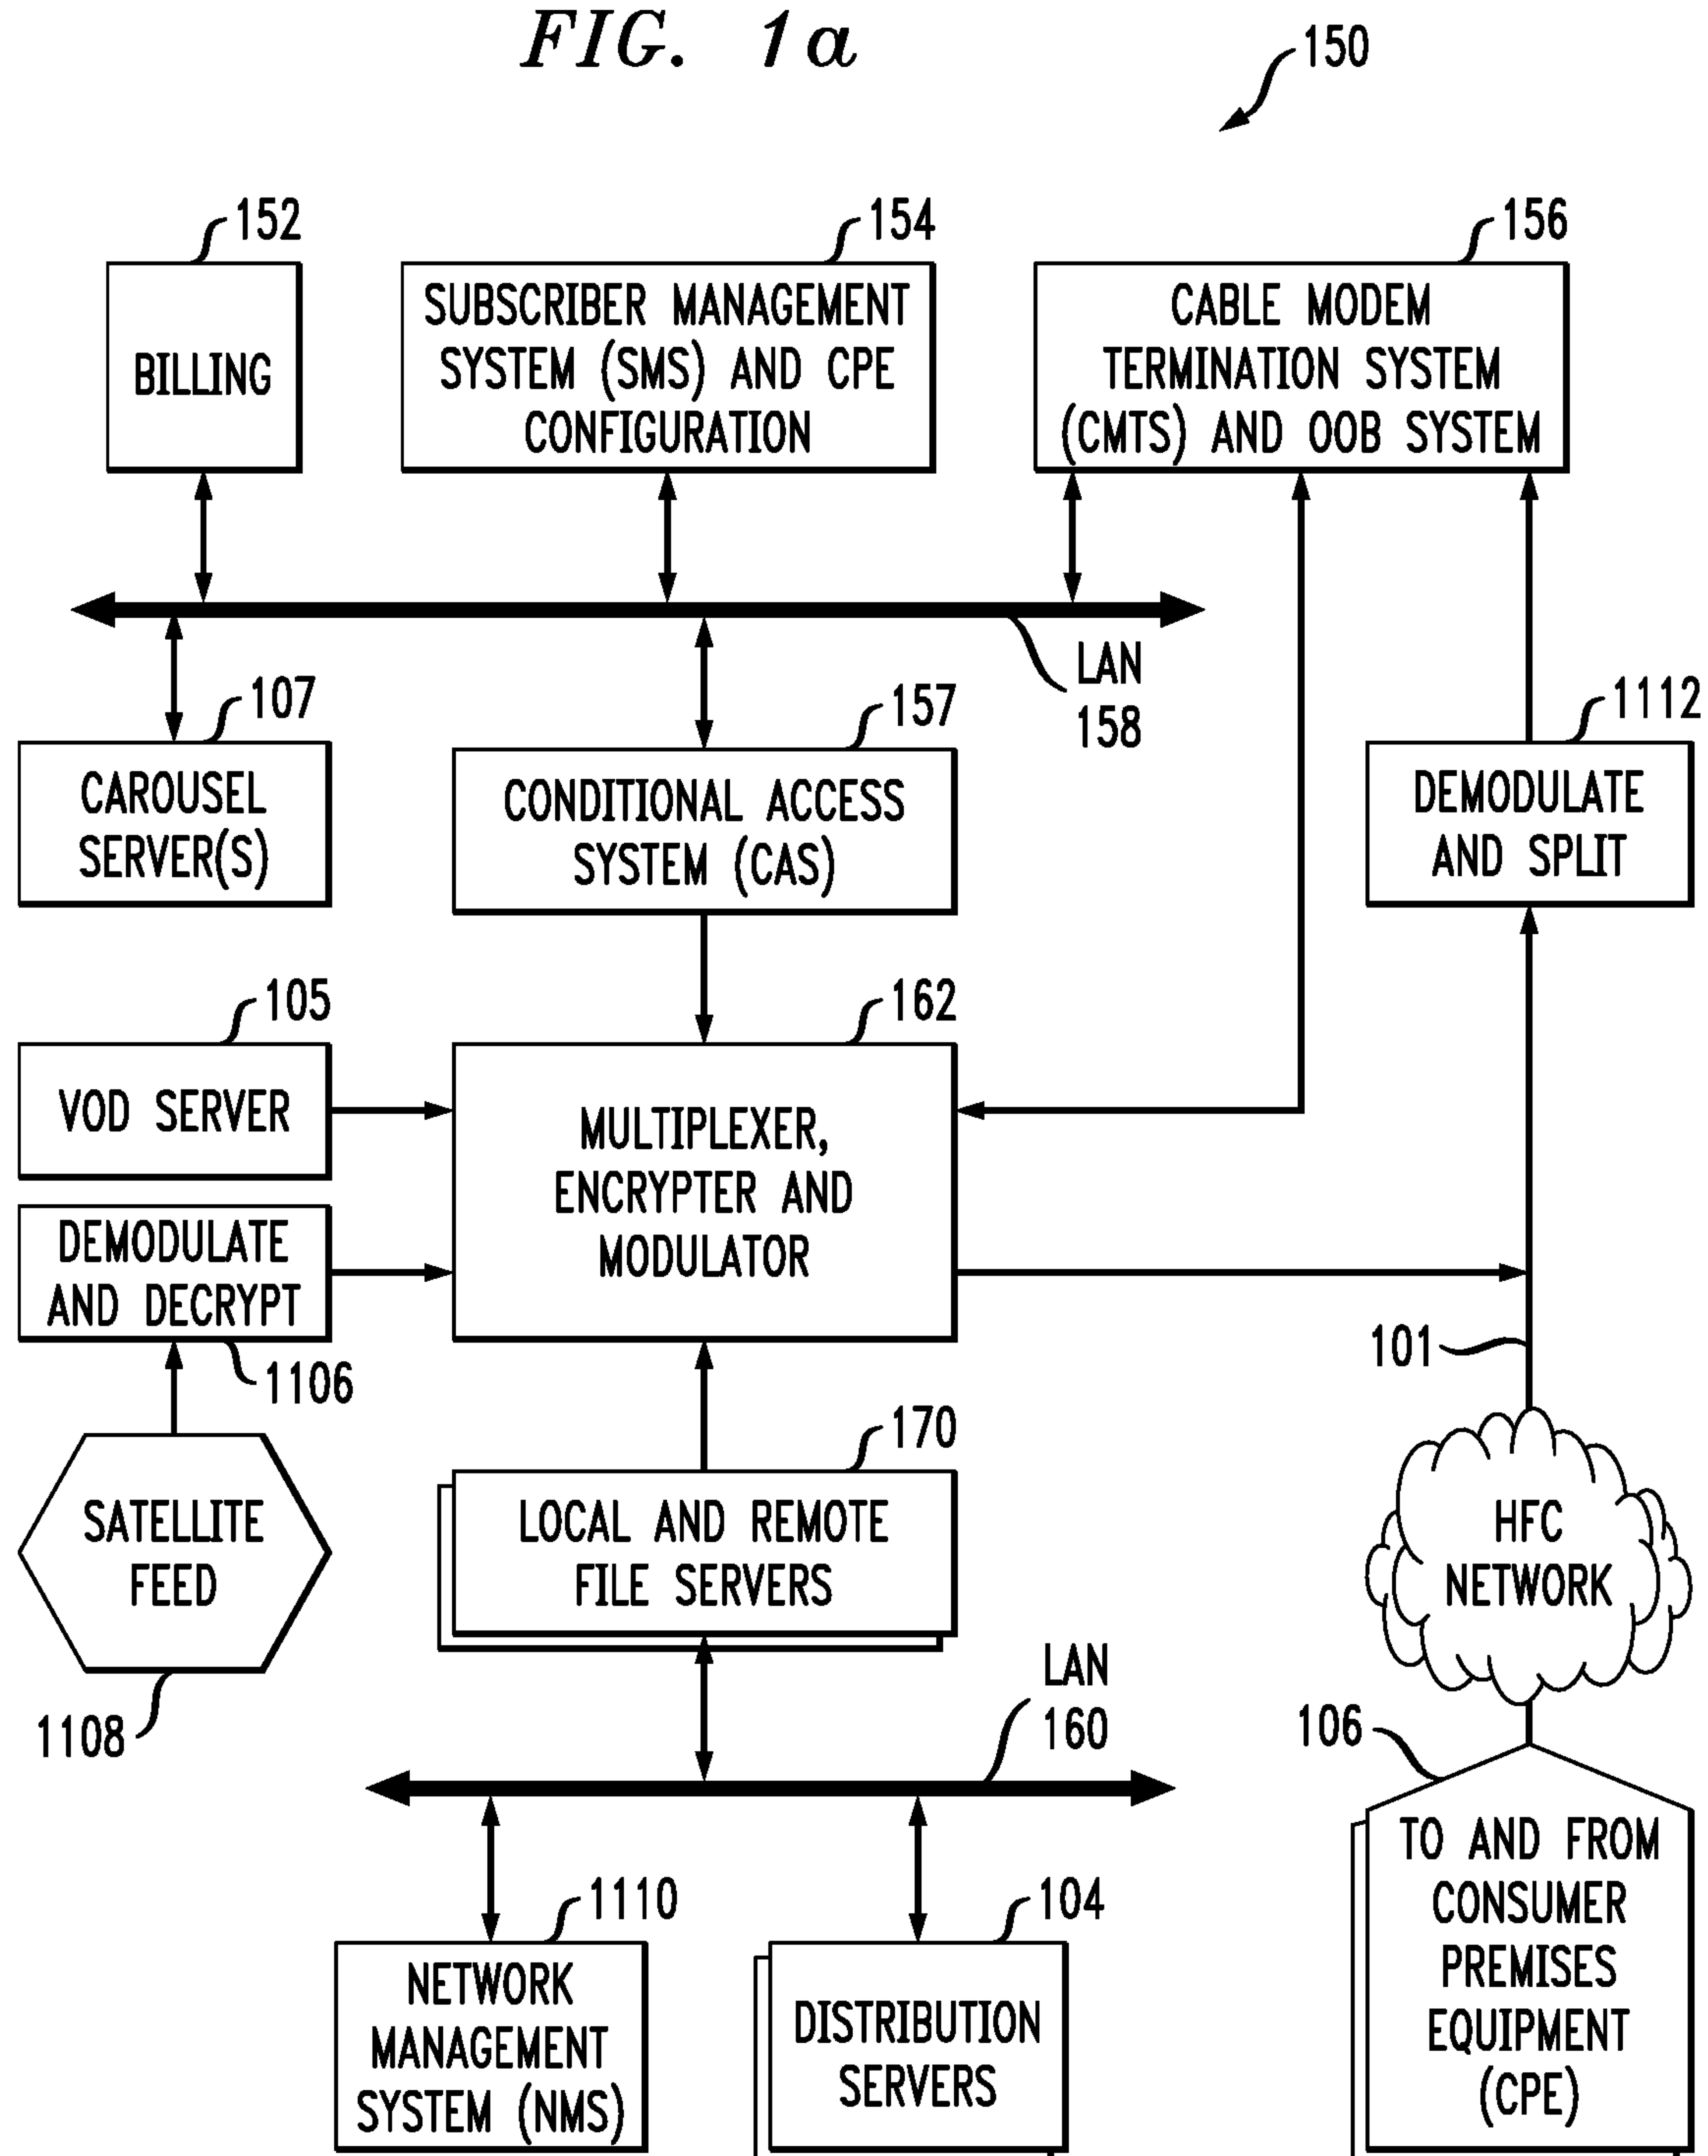 FIG. 1a
150
152
154
156
BILLING
SUBSCRIBER MANAGEMENT
SYSTEM (SMS) AND CPE
CONFIGURATION
CABLE MODEM
TERMINATION SYSTEM
(CMTS) AND OOB SYSTEM
LAN
158
107
157
1112
CAROUSEL
SERVER(S)
CONDITIONAL ACCESS
SYSTEM (CAS)
DEMODULATE
AND SPLIT
105
162
VOD SERVER
MULTIPLEXER,
ENCRYPTER AND
MODULATOR
DEMODULATE
AND DECRYPT
1106
101
170
SATELLITE
FEED
LOCAL AND REMOTE
FILE SERVERS
HFC
NETWORK
1108
LAN
160
106
1110
104
NETWORK
MANAGEMENT
SYSTEM (NMS)
DISTRIBUTION
SERVERS
TO AND FROM
CONSUMER
PREMISES
EQUIPMENT
(CPE)